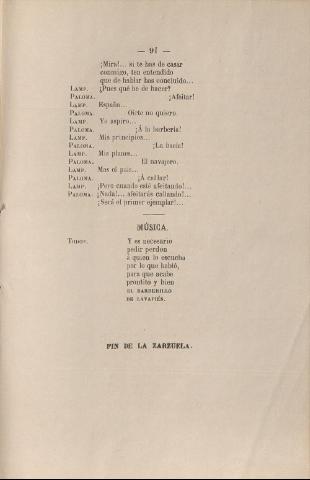 — 97 —
¡Mira!... si te has de casar
conmigo, ten entendido
que de hablar has concluido...
LAMP. ¿Pues qué he de hacer?
PALOMA. ¡Afeitar!
LAMP. España...
PALOMA. Oirte no quiero.
LAMP. Yo aspiro...
PALOMA. ¡Á la barbería!
LAMP. Mis principios...
PALOMA. ¡La bacía!
LAMP. Mis planes...
PALOMA. El navajero.
LAMP. Mas el país...
PALOMA. ¡Á callar!
LAMP. ¡Pero cuando esté afeitando!...
PALOMA. ¡Nada!... afeitarás callando!...
¡Será el primer ejemplar!...
MÚSICA.
TODOS. Y es necesario
pedir perdon
á quien lo escucha
por lo que habló,
para que acabe
prontito y bien
EL BARBERILLO
DE LAVAPIÉS.
FIN DE LA ZARZUELA.